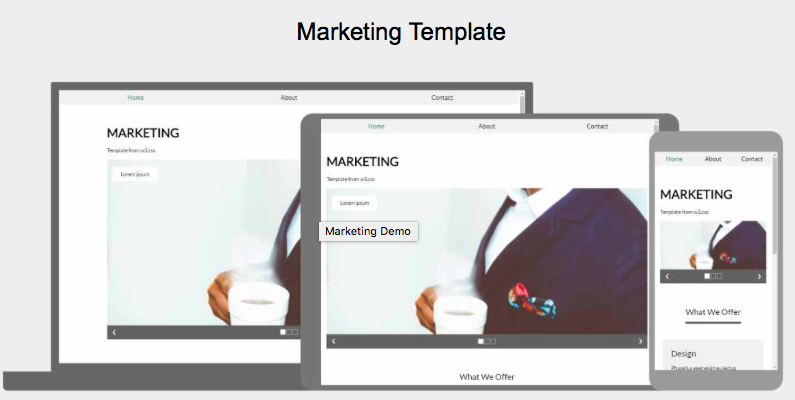 Marketing Template
Home About Contact
MARKETING
Template from w3.css
Lorem ipsum
Home About Contact
MARKETING
Template from w3.css
Lorem ipsum
Marketing Demo
What We Offer
Home About Contact
MARKETING
Template from w3.css
What We Offer
Design
Phasellus eget enim eu lectus